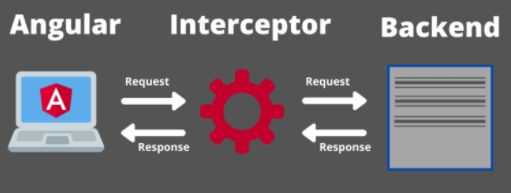 Angular Interceptor Backend
Request Request
A
Response Response